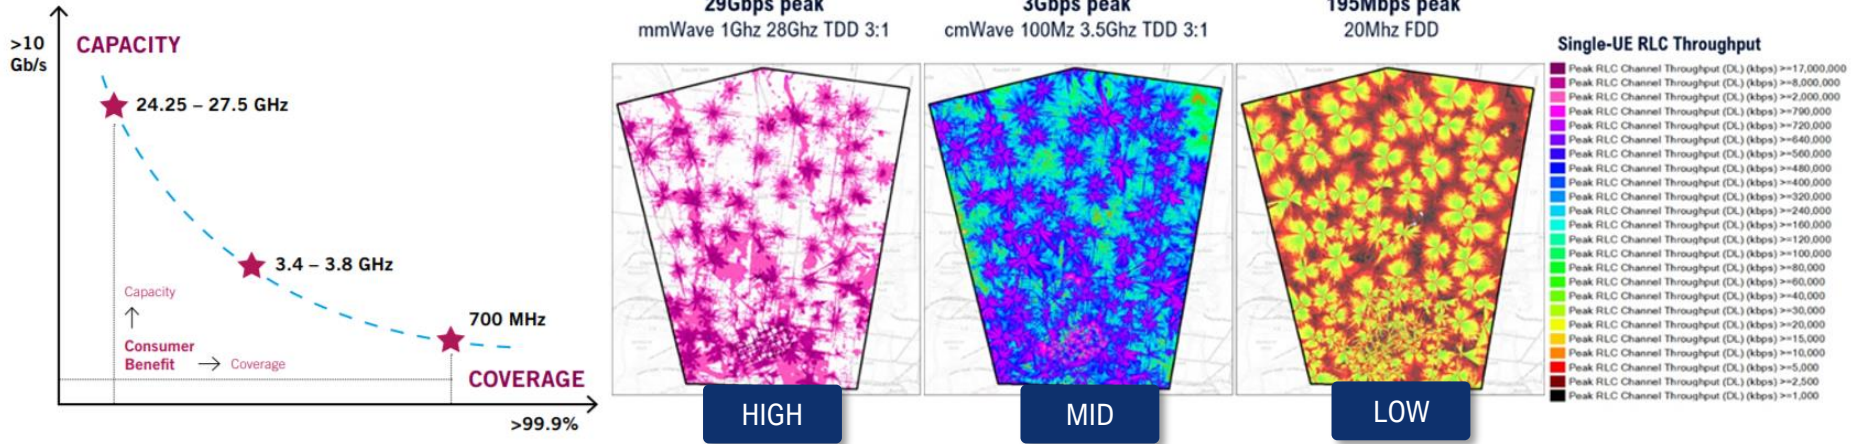 >10
Gb/s
CAPACITY
24.25 – 27.5 GHz
3.4 – 3.8 GHz
700 MHz
Capacity
Consumer
Benefit
Coverage
COVERAGE
>99.9%
29Gbps peak
mmWave 1Ghz 28Ghz TDD 3:1
HIGH
3Gbps peak
cmWave 100Mz 3.5Ghz TDD 3:1
MID
195Mbps peak
20Mhz FDD
LOW
Single-UE RLC Throughput
Peak RLC Channel Throughput (DL) (kbps) >=17,000,000
Peak RLC Channel Throughput (DL) (kbps) >=8,000,000
Peak RLC Channel Throughput (DL) (kbps) >=2,000,000
Peak RLC Channel Throughput (DL) (kbps) >=790,000
Peak RLC Channel Throughput (DL) (kbps) >=720,000
Peak RLC Channel Throughput (DL) (kbps) >=640,000
Peak RLC Channel Throughput (DL) (kbps) >=560,000
Peak RLC Channel Throughput (DL) (kbps) >=480,000
Peak RLC Channel Throughput (DL) (kbps) >=400,000
Peak RLC Channel Throughput (DL) (kbps) >=320,000
Peak RLC Channel Throughput (DL) (kbps) >=240,000
Peak RLC Channel Throughput (DL) (kbps) >=160,000
Peak RLC Channel Throughput (DL) (kbps) >=120,000
Peak RLC Channel Throughput (DL) (kbps) >=100,000
Peak RLC Channel Throughput (DL) (kbps) >=80,000
Peak RLC Channel Throughput (DL) (kbps) >=60,000
Peak RLC Channel Throughput (DL) (kbps) >=40,000
Peak RLC Channel Throughput (DL) (kbps) >=30,000
Peak RLC Channel Throughput (DL) (kbps) >=20,000
Peak RLC Channel Throughput (DL) (kbps) >=15,000
Peak RLC Channel Throughput (DL) (kbps) >=10,000
Peak RLC Channel Throughput (DL) (kbps) >=5,000
Peak RLC Channel Throughput (DL) (kbps) >=2,500
Peak RLC Channel Throughput (DL) (kbps) >=1,000